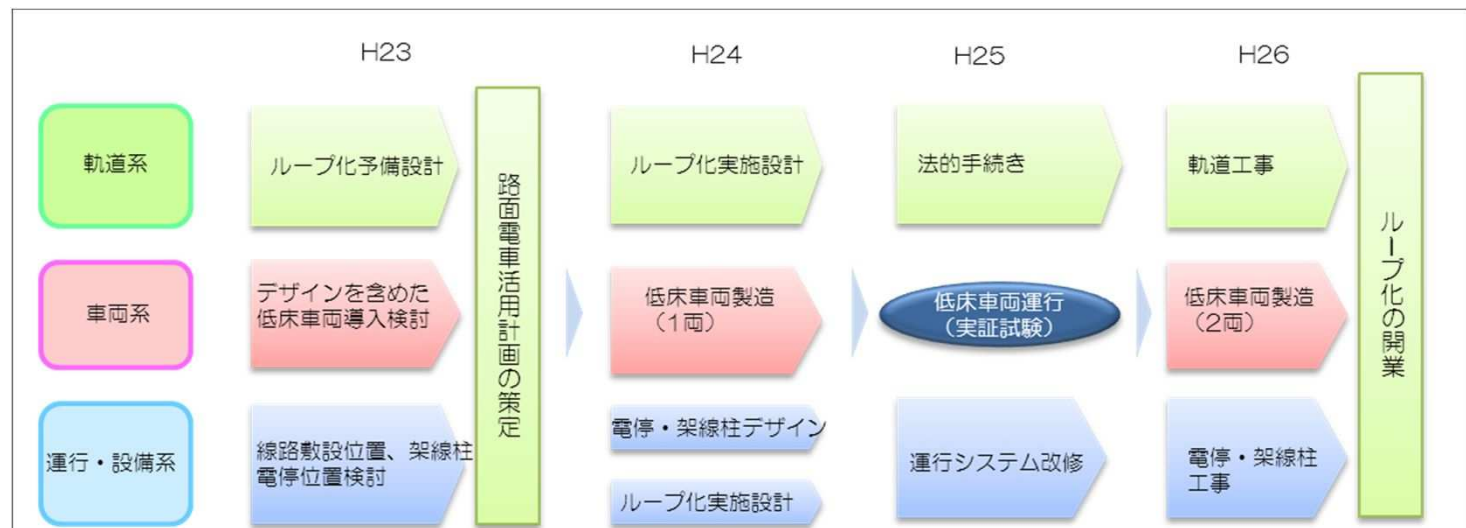 H23
H24
H25
H26
軌道系
ループ化予備設計
ループ化実施設計
法的手続き
軌道工事
車両系
デザインを含めた
低床車両導入検討
低床車両製造
（1両）
低床車両運行
（実証試験）
低床車両製造
（2両）
運行・設備系
線路敷設位置、架線柱
電停位置検討
電停・架線柱デザイン
ループ化実施設計
運行システム改修
電停・架線柱
工事
路面電車活用計画の策定
ループ化の開業